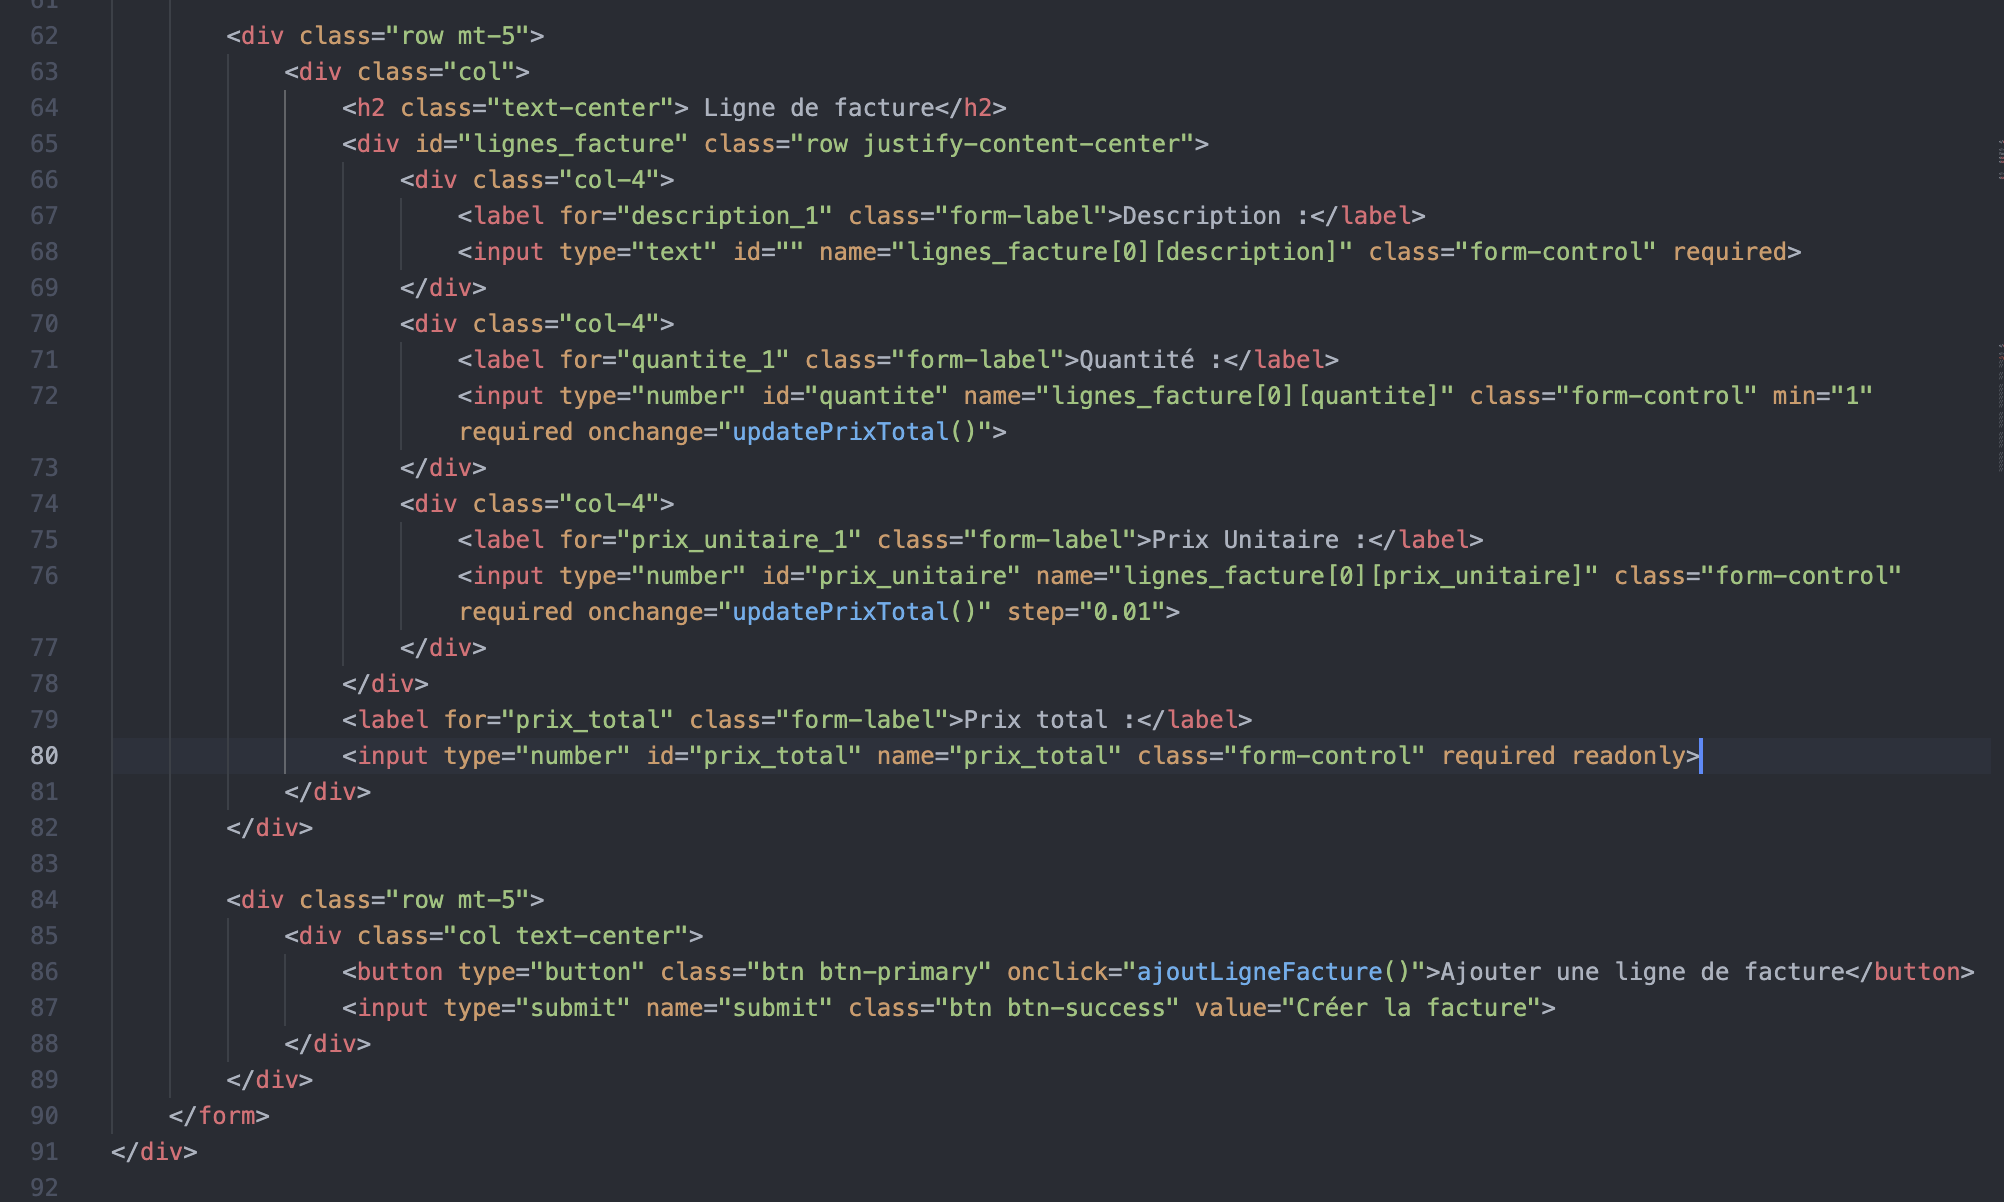 61
62 <div class="row mt-5">
63 <div class="col">
64 <h2 class="text-center"> Ligne de facture</h2>
65 <div id="lignes_facture" class="row justify-content-center">
66 <div class="col-4">
67 <label for="description_1" class="form-label">Description :</label>
68 <input type="text" id="" name="lignes_facture[0][description]" class="form-control" required>
69 </div>
70 <div class="col-4">
71 <label for="quantite_1" class="form-label">Quantité :</label>
72 <input type="number" id="quantite" name="lignes_facture[0][quantite]" class="form-control" min="1"
required onchange="updatePrixTotal()">
73 </div>
74 <div class="col-4">
75 <label for="prix_unitaire_1" class="form-label">Prix Unitaire :</label>
76 <input type="number" id="prix_unitaire" name="lignes_facture[0][prix_unitaire]" class="form-control"
required onchange="updatePrixTotal()" step="0.01">
77 </div>
78 </div>
79 <label for="prix_total" class="form-label">Prix total :</label>
80 <input type="number" id="prix_total" name="prix_total" class="form-control" required readonly>
81 </div>
82 </div>
83
84 <div class="row mt-5">
85 <div class="col text-center">
86 <button type="button" class="btn btn-primary" onclick="ajoutLigneFacture()">Ajouter une ligne de facture</button>
87 <input type="submit" name="submit" class="btn btn-success" value="Créer la facture">
88 </div>
89 </div>
90 </form>
91 </div>
92